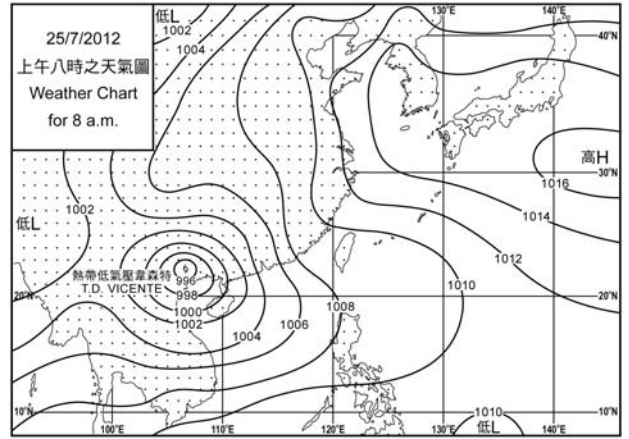 25/7/2012
上午八時之天氣圖
Weather Chart
for 8 a.m.
低L
1002
1004
130°E
140°E
40°N
高H
30°N
1016
1014
1012
1010
1002
低L
熱帶低氣壓韋森特
T.D. VICENTE
996
998
1000
1002
1004
1006
1008
20°N
20°N
10°N
100°E
110°E
120°E
130°E
140°E
1010
低L
10°N